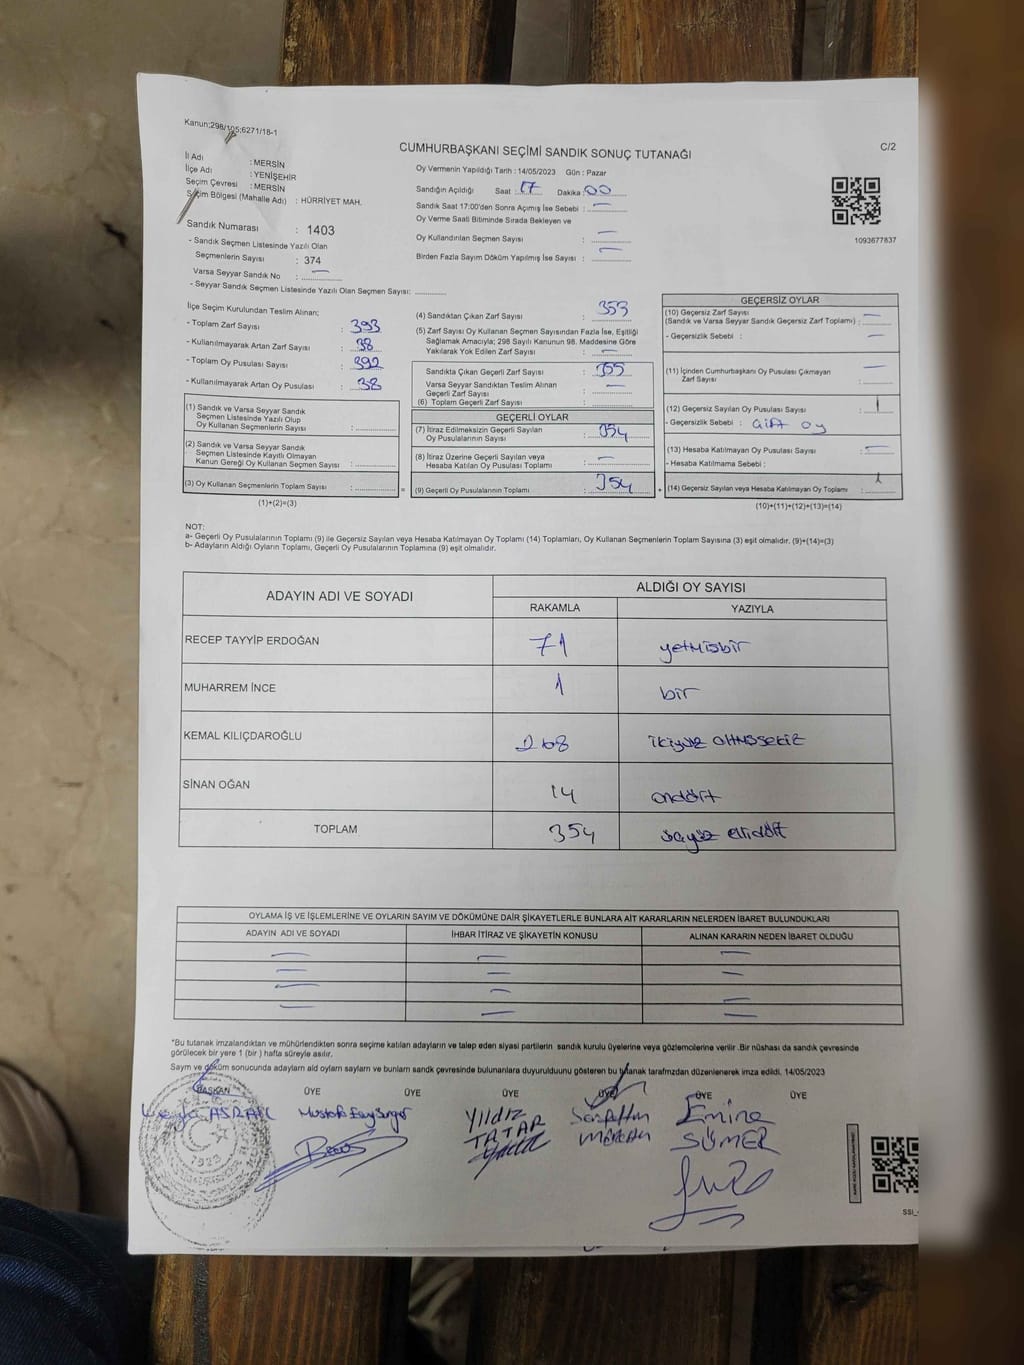 Kanun;298/105;6271/18-1
C/2
CUMHURBAŞKANI SEÇİMİ SANDIK SONUÇ TUTANAĞI
İl Adı : MERSİN
İlçe Adı : YENİŞEHİR
Seçim Çevresi : MERSİN
Seçim Bölgesi (Mahalle Adı) : HÜRRİYET MAH.
Sandık Numarası : 1403
- Sandık Seçmen Listesinde Yazılı Olan
Seçmenlerin Sayısı : 374
Varsa Seyyar Sandık No : —
- Seyyar Sandık Seçmen Listesinde Yazılı Olan Seçmen Sayısı:
Oy Vermenin Yapıldığı Tarih : 14/05/2023 Gün : Pazar
Sandığın Açıldığı Saat : 17 Dakika : 00
Sandık Saat 17:00'den Sonra Açımış İse Sebebi : —
Oy Verme Saati Bitiminde Sırada Bekleyen ve
Oy Kullandırılan Seçmen Sayısı : —
Birden Fazla Sayım Döküm Yapılmış İse Sayısı : —
1093677837
İlçe Seçim Kurulundan Teslim Alınan;
- Toplam Zarf Sayısı : 393
- Kullanılmayarak Artan Zarf Sayısı : 38
- Toplam Oy Pusulası Sayısı : 392
- Kullanılmayarak Artan Oy Pusulası : 38
(1) Sandık ve Varsa Seyyar Sandık
Seçmen Listesinde Yazılı Olup
Oy Kullanan Seçmenlerin Sayısı :
(2) Sandık ve Varsa Seyyar Sandık
Seçmen Listesinde Kayıtlı Olmayan
Kanun Gereği Oy Kullanan Seçmen Sayısı :
(3) Oy Kullanan Seçmenlerin Toplam Sayısı : =
(1)+(2)=(3)
(4) Sandıktan Çıkan Zarf Sayısı :
(5) Zarf Sayısı Oy Kullanan Seçmen Sayısından Fazla İse, Eşitliği
Sağlamak Amacıyla; 298 Sayılı Kanunun 98. Maddesine Göre
Yakılarak Yok Edilen Zarf Sayısı : —
Sandıkta Çıkan Geçerli Zarf Sayısı : 355
Varsa Seyyar Sandıktan Teslim Alınan
Geçerli Zarf Sayısı : —
(6) Toplam Geçerli Zarf Sayısı :
GEÇERLİ OYLAR
(7) İtiraz Edilmeksizin Geçerli Sayılan
Oy Pusulalarının Sayısı : 354
(8) İtiraz Üzerine Geçerli Sayılan veya
Hesaba Katılan Oy Pusulası Toplamı : —
(9) Geçerli Oy Pusulalarının Toplamı : 354 +
GEÇERSİZ OYLAR
(10) Geçersiz Zarf Sayısı
(Sandık ve Varsa Seyyar Sandık Geçersiz Zarf Toplamı) : —
- Geçersizlik Sebebi : —
(11) İçinden Cumhurbaşkanı Oy Pusulası Çıkmayan
Zarf Sayısı : —
(12) Geçersiz Sayılan Oy Pusulası Sayısı : 1
- Geçersizlik Sebebi : Çift oy
(13) Hesaba Katılmayan Oy Pusulası Sayısı : —
- Hesaba Katılmama Sebebi :
(14) Geçersiz Sayılan veya Hesaba Katılmayan Oy Toplamı : 1
(10)+(11)+(12)+(13)=(14)
NOT:
a- Geçerli Oy Pusulalarının Toplamı (9) ile Geçersiz Sayılan veya Hesaba Katılmayan Oy Toplamı (14) Toplamları, Oy Kullanan Seçmenlerin Toplam Sayısına (3) eşit olmalıdır. (9)+(14)=(3)
b- Adayların Aldığı Oyların Toplamı, Geçerli Oy Pusulalarının Toplamına (9) eşit olmalıdır.
ADAYIN ADI VE SOYADI
ALDIĞI OY SAYISI
RAKAMLA YAZIYLA
RECEP TAYYİP ERDOĞAN 71 yetmişbir
MUHARREM İNCE 1 bir
KEMAL KILIÇDAROĞLU 268 ikiyüz altmışsekiz
SİNAN OĞAN 14 ondört
TOPLAM 354 üçyüz ellidört
OYLAMA İŞ VE İŞLEMLERİNE VE OYLARIN SAYIM VE DÖKÜMÜNE DAİR ŞİKAYETLERLE BUNLARA AİT KARARLARIN NELERDEN İBARET BULUNDUKLARI
ADAYIN ADI VE SOYADI İHBAR İTİRAZ VE ŞİKAYETİN KONUSU ALINAN KARARIN NEDEN İBARET OLDUĞU
— — —
— — —
— —
— — —
*Bu tutanak imzalandıktan ve mühürlendikten sonra seçime katılan adayların ve talep eden siyasi partilerin sandık kurulu üyelerine veya gözlemcilerine verilir .Bir nüshası da sandık çevresinde
görülecek bir yere 1 (bir ) hafta süreyle asılır.
Sayım ve döküm sonucunda adayların ald oyların sayları ve bunların sandk çevresinde bulunanlara duyurulduunu gösteren bu tutanak tarafmzdan düzenlenerek imza edildi. 14/05/2023
BAŞKAN ÜYE ÜYE ÜYE ÜYE ÜYE
Mustafa
Yıldız
TATAR
Emine
SÜMER
1923